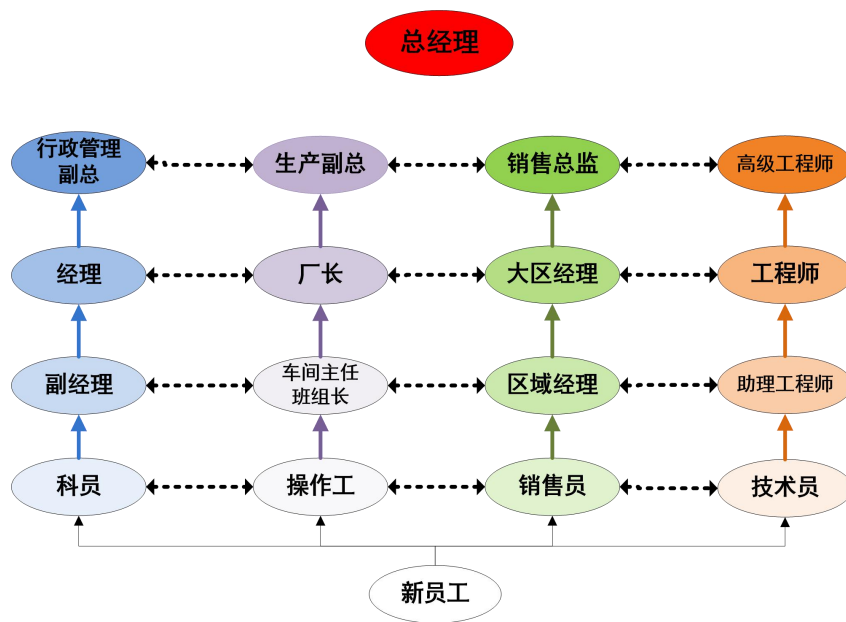 总经理
行政管理
副总
生产副总
销售总监
高级工程师
经理
厂长
大区经理
工程师
副经理
车间主任
班组长
区域经理
助理工程师
科员
操作工
销售员
技术员
新员工